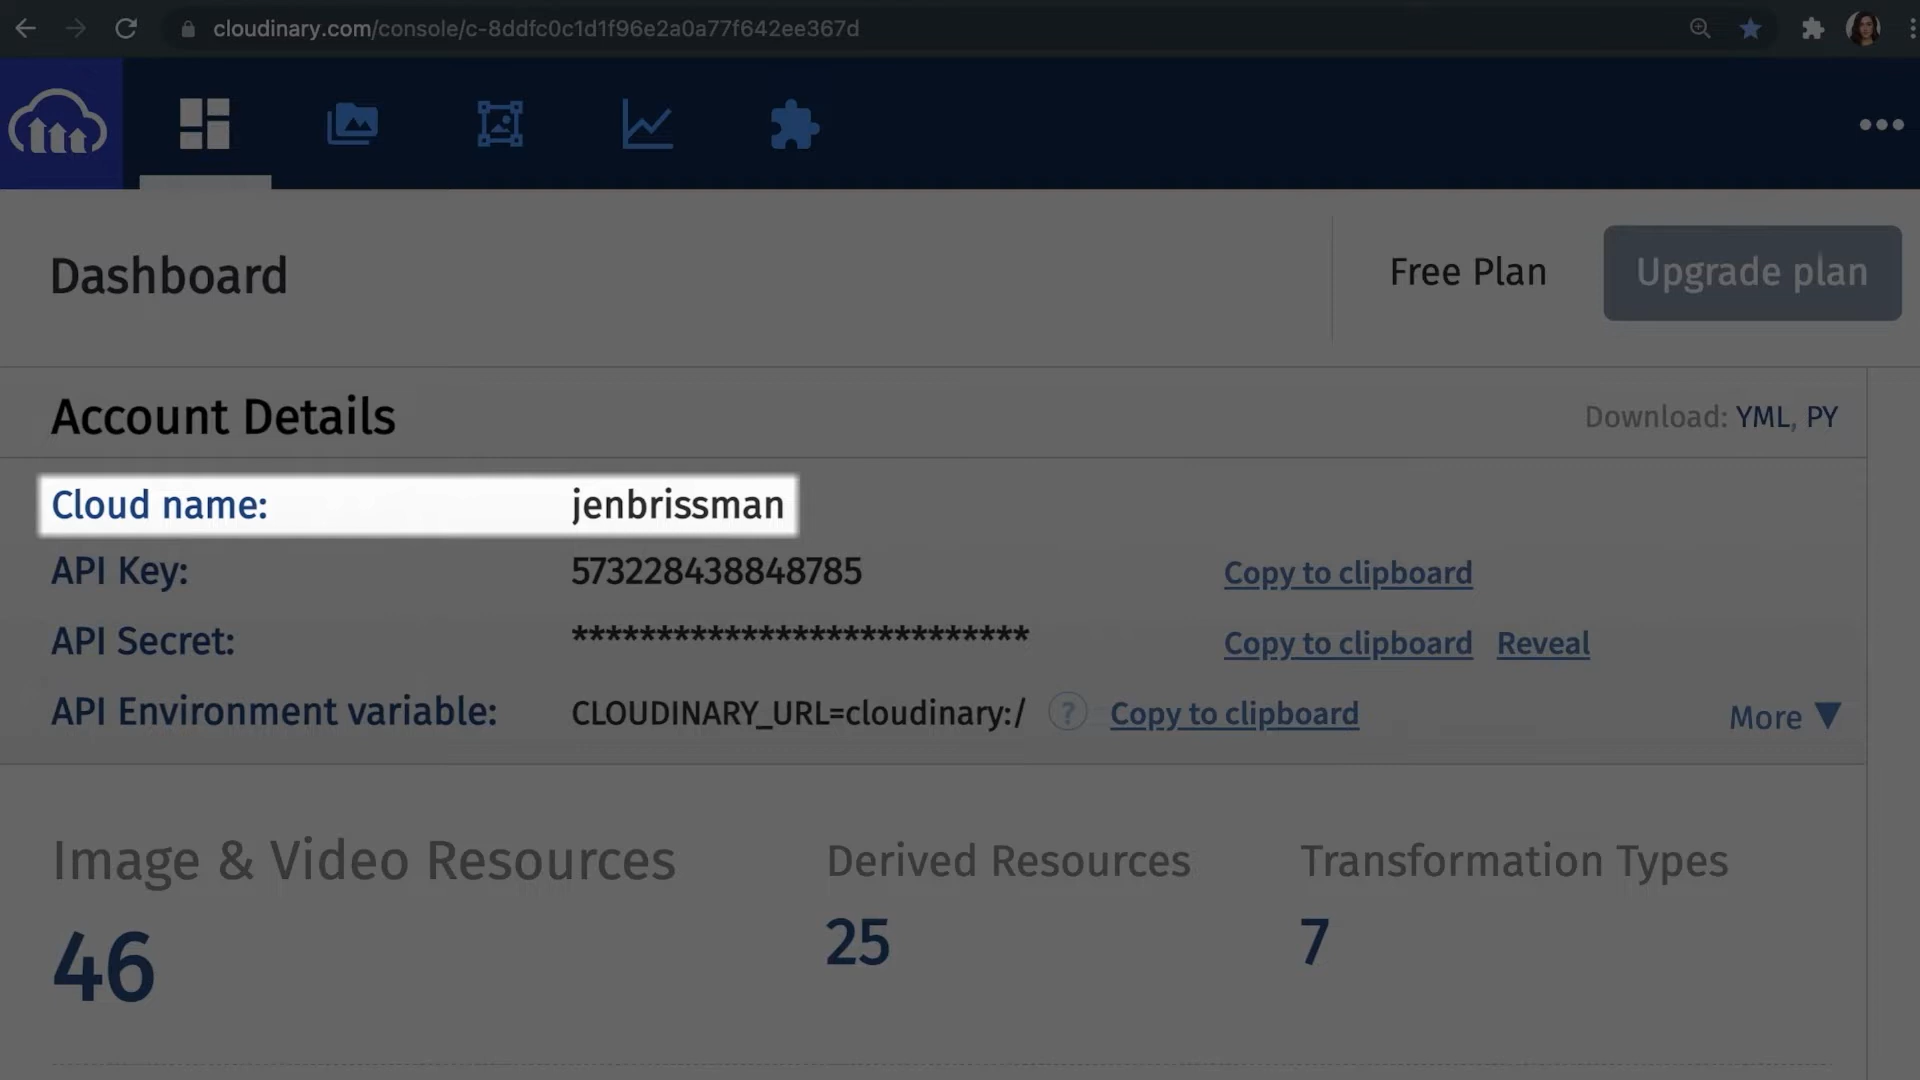 cloudinary.com/console/c-8ddfc0c1d1f96e2a0a77f642ee367d
Dashboard
Free Plan
Upgrade plan
Account Details
Download: YML, PY
Cloud name: jenbrissman
API Key: 573228438848785 Copy to clipboard
API Secret: *************************** Copy to clipboard Reveal
API Environment variable: CLOUDINARY_URL=cloudinary:/ ? Copy to clipboard More ▼
Image & Video Resources Derived Resources Transformation Types
46 25 7